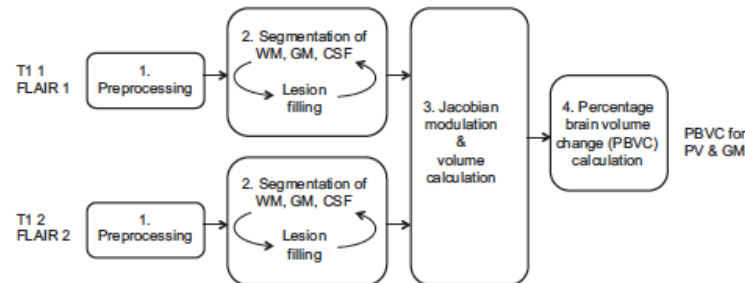 T1 1
FLAIR 1
1.
Preprocessing
2. Segmentation of
WM, GM, CSF
Lesion
filling
T1 2
FLAIR 2
1.
Preprocessing
2. Segmentation of
WM, GM, CSF
Lesion
filling
3. Jacobian
modulation
&
volume
calculation
4. Percentage
brain volume
change (PBVC)
calculation
PBVC for
PV & GM